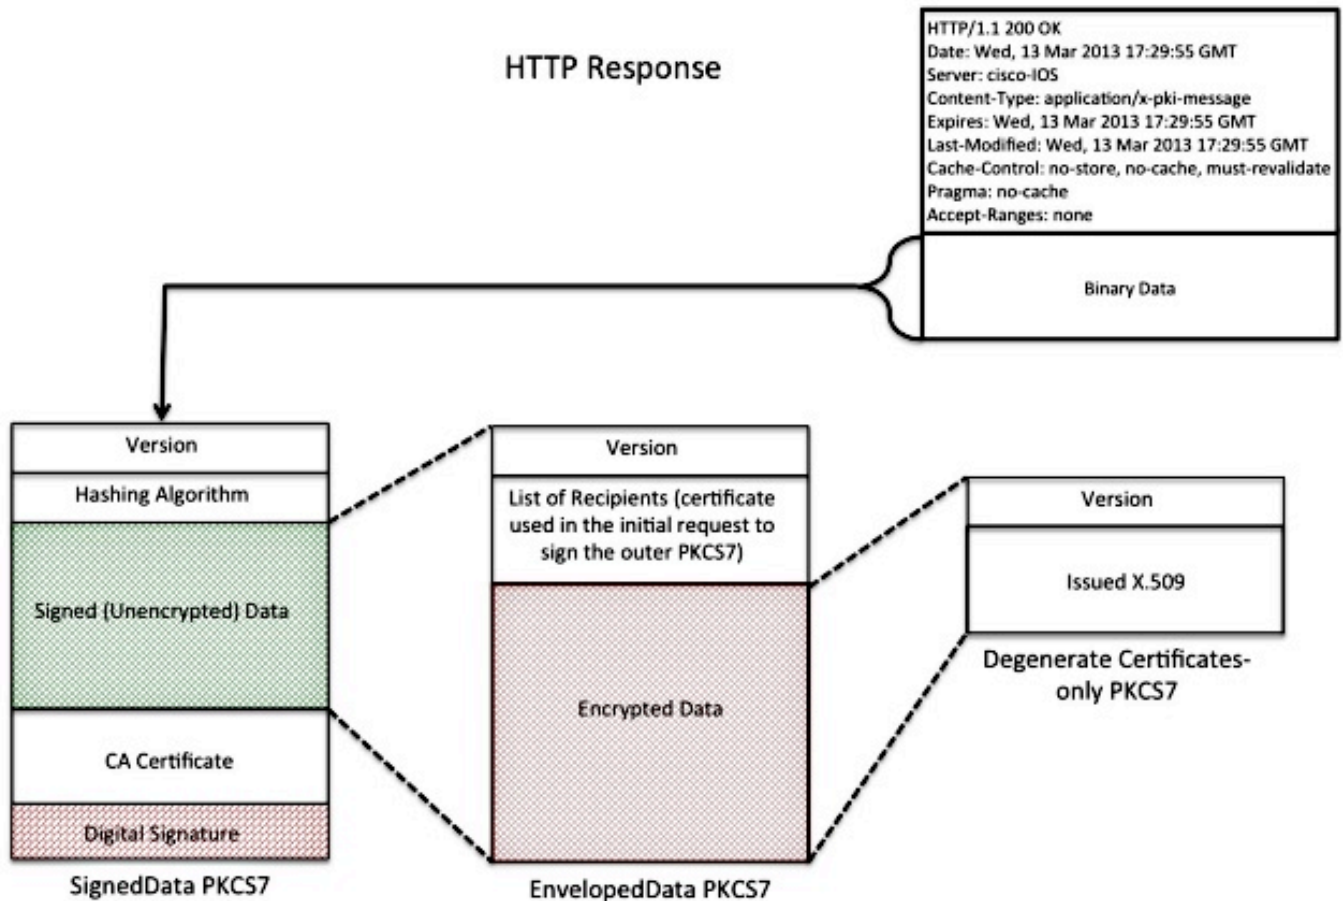 HTTP Response
HTTP/1.1 200 OK
Date: Wed, 13 Mar 2013 17:29:55 GMT
Server: cisco-IOS
Content-Type: application/x-pki-message
Expires: Wed, 13 Mar 2013 17:29:55 GMT
Last-Modified: Wed, 13 Mar 2013 17:29:55 GMT
Cache-Control: no-store, no-cache, must-revalidate
Pragma: no-cache
Accept-Ranges: none
Binary Data
Version
Hashing Algorithm
Signed (Unencrypted) Data
CA Certificate
Digital Signature
SignedData PKCS7
Version
List of Recipients (certificate
used in the initial request to
sign the outer PKCS7)
Encrypted Data
EnvelopedData PKCS7
Version
Issued X.509
Degenerate Certificates-
only PKCS7